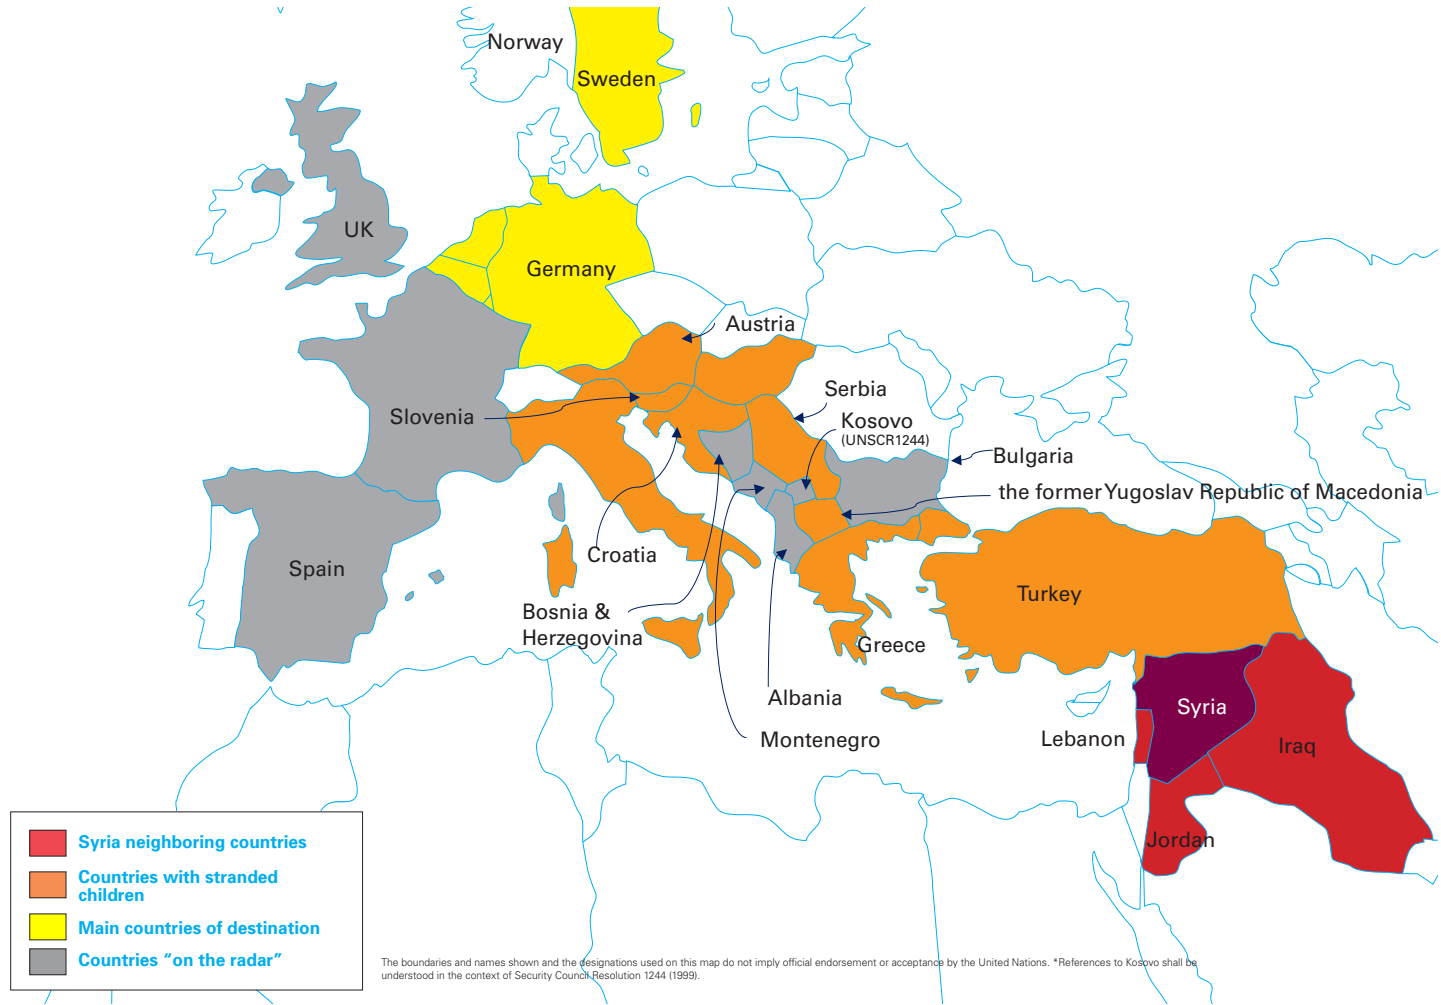 Norway
Sweden
UK
Germany
Austria
Serbia
Slovenia
Kosovo
(UNSCR1244)
Bulgaria
the former Yugoslav Republic of Macedonia
Croatia
Spain
Turkey
Bosnia &
Herzegovina
Greece
Albania
Syria
Montenegro
Lebanon
Iraq
Jordan
Syria neighboring countries
Countries with stranded
children
Main countries of destination
Countries “on the radar”
The boundaries and names shown and the designations used on this map do not imply official endorsement or acceptance by the United Nations. *References to Kosovo shall be
understood in the context of Security Council Resolution 1244 (1999).